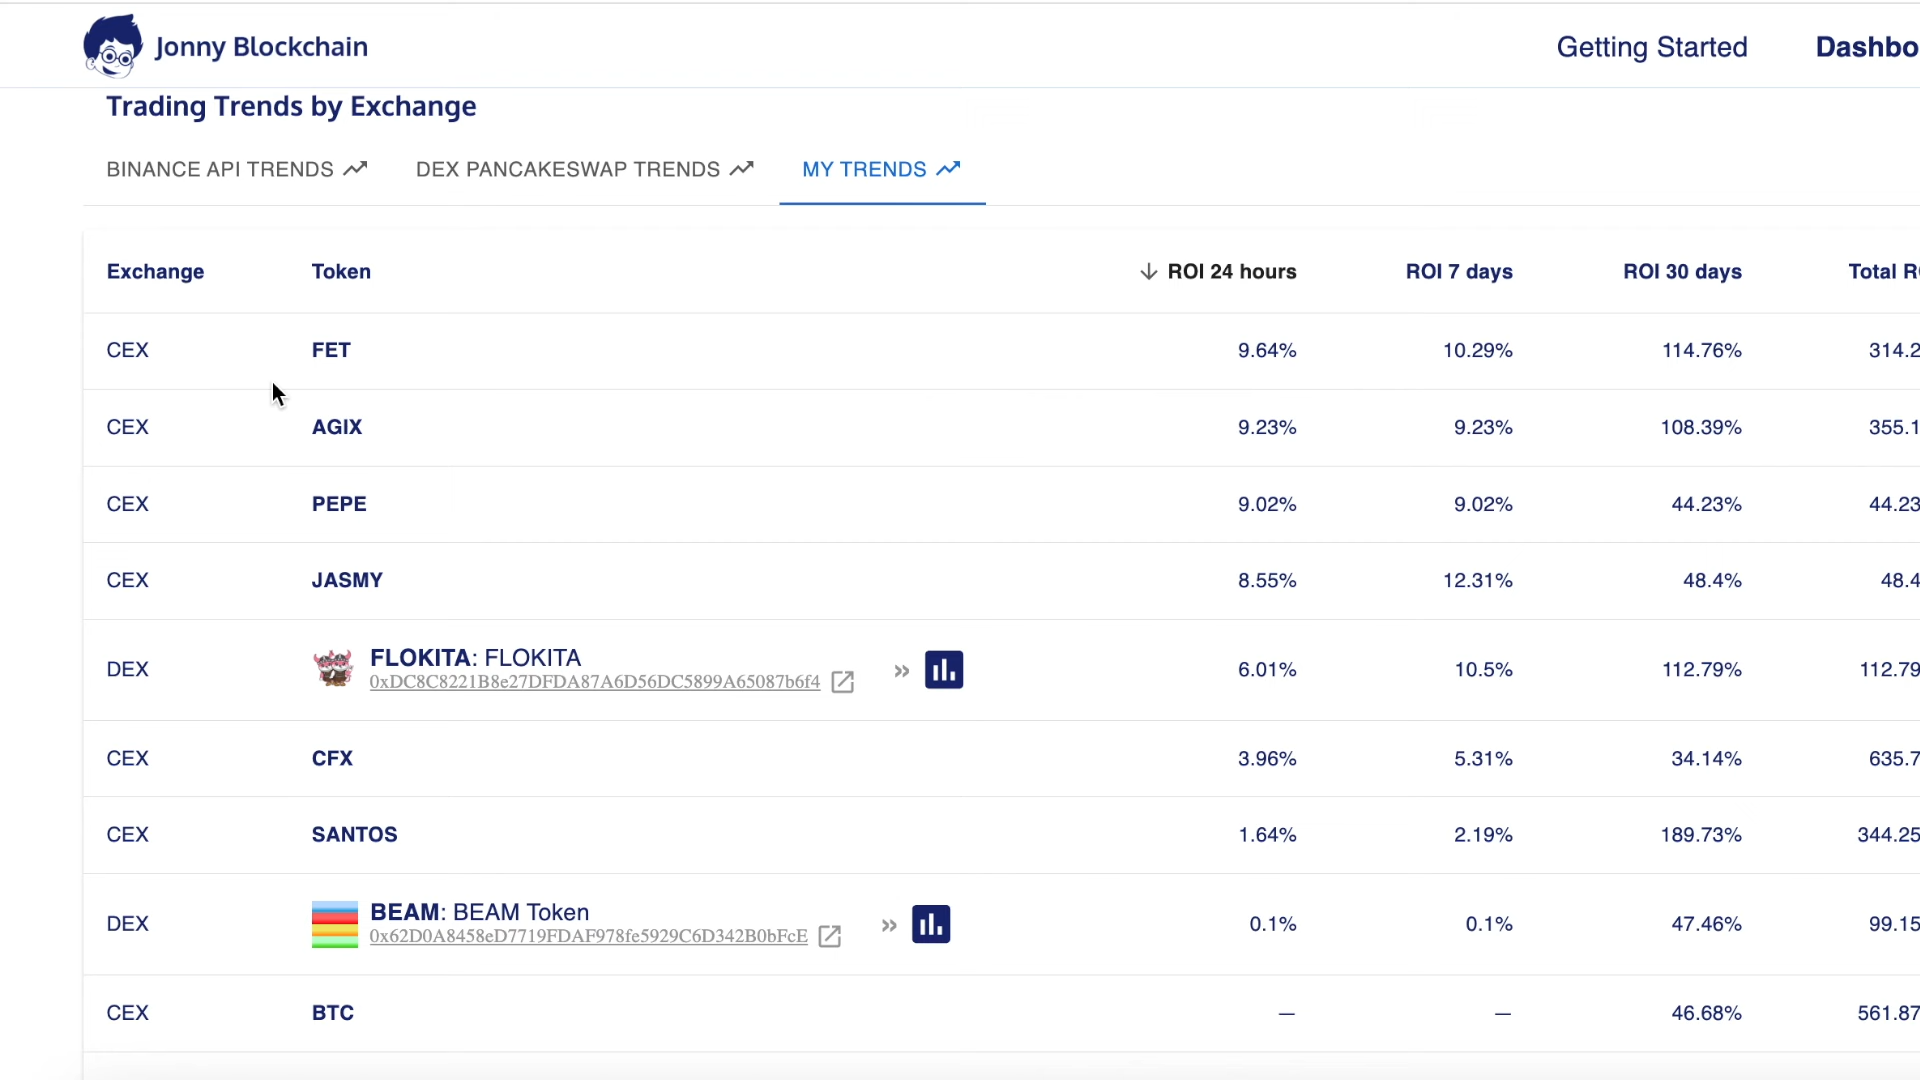 Jonny Blockchain
Getting Started Dashbo
Trading Trends by Exchange
BINANCE API TRENDS DEX PANCAKESWAP TRENDS MY TRENDS
Exchange Token ROI 24 hours ROI 7 days ROI 30 days Total R
CEX FET 9.64% 10.29% 114.76% 314.2
CEX AGIX 9.23% 9.23% 108.39% 355.1
CEX PEPE 9.02% 9.02% 44.23% 44.23
CEX JASMY 8.55% 12.31% 48.4% 48.4
DEX FLOKITA: FLOKITA 6.01% 10.5% 112.79% 112.79
0xDC8C8221B8e27DFDA87A6D56DC5899A65087b6f4 »
CEX CFX 3.96% 5.31% 34.14% 635.7
CEX SANTOS 1.64% 2.19% 189.73% 344.25
DEX BEAM: BEAM Token 0.1% 0.1% 47.46% 99.15
0x62D0A8458eD7719FDAF978fe5929C6D342B0bFcE »
CEX BTC — — 46.68% 561.87